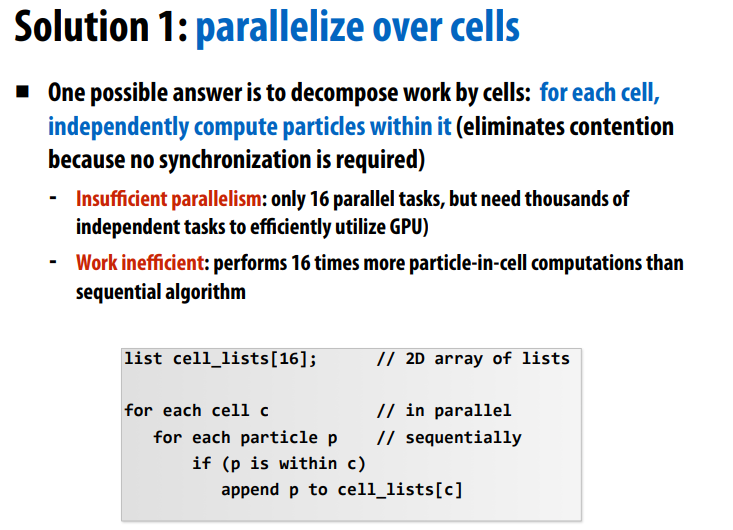 Solution 1: parallelize over cells
■ One possible answer is to decompose work by cells: for each cell,
independently compute particles within it (eliminates contention
because no synchronization is required)
- Insufficient parallelism: only 16 parallel tasks, but need thousands of
independent tasks to efficiently utilize GPU)
- Work inefficient: performs 16 times more particle-in-cell computations than
sequential algorithm
list cell_lists[16];      // 2D array of lists
for each cell c           // in parallel
   for each particle p    // sequentially
      if (p is within c)
         append p to cell_lists[c]